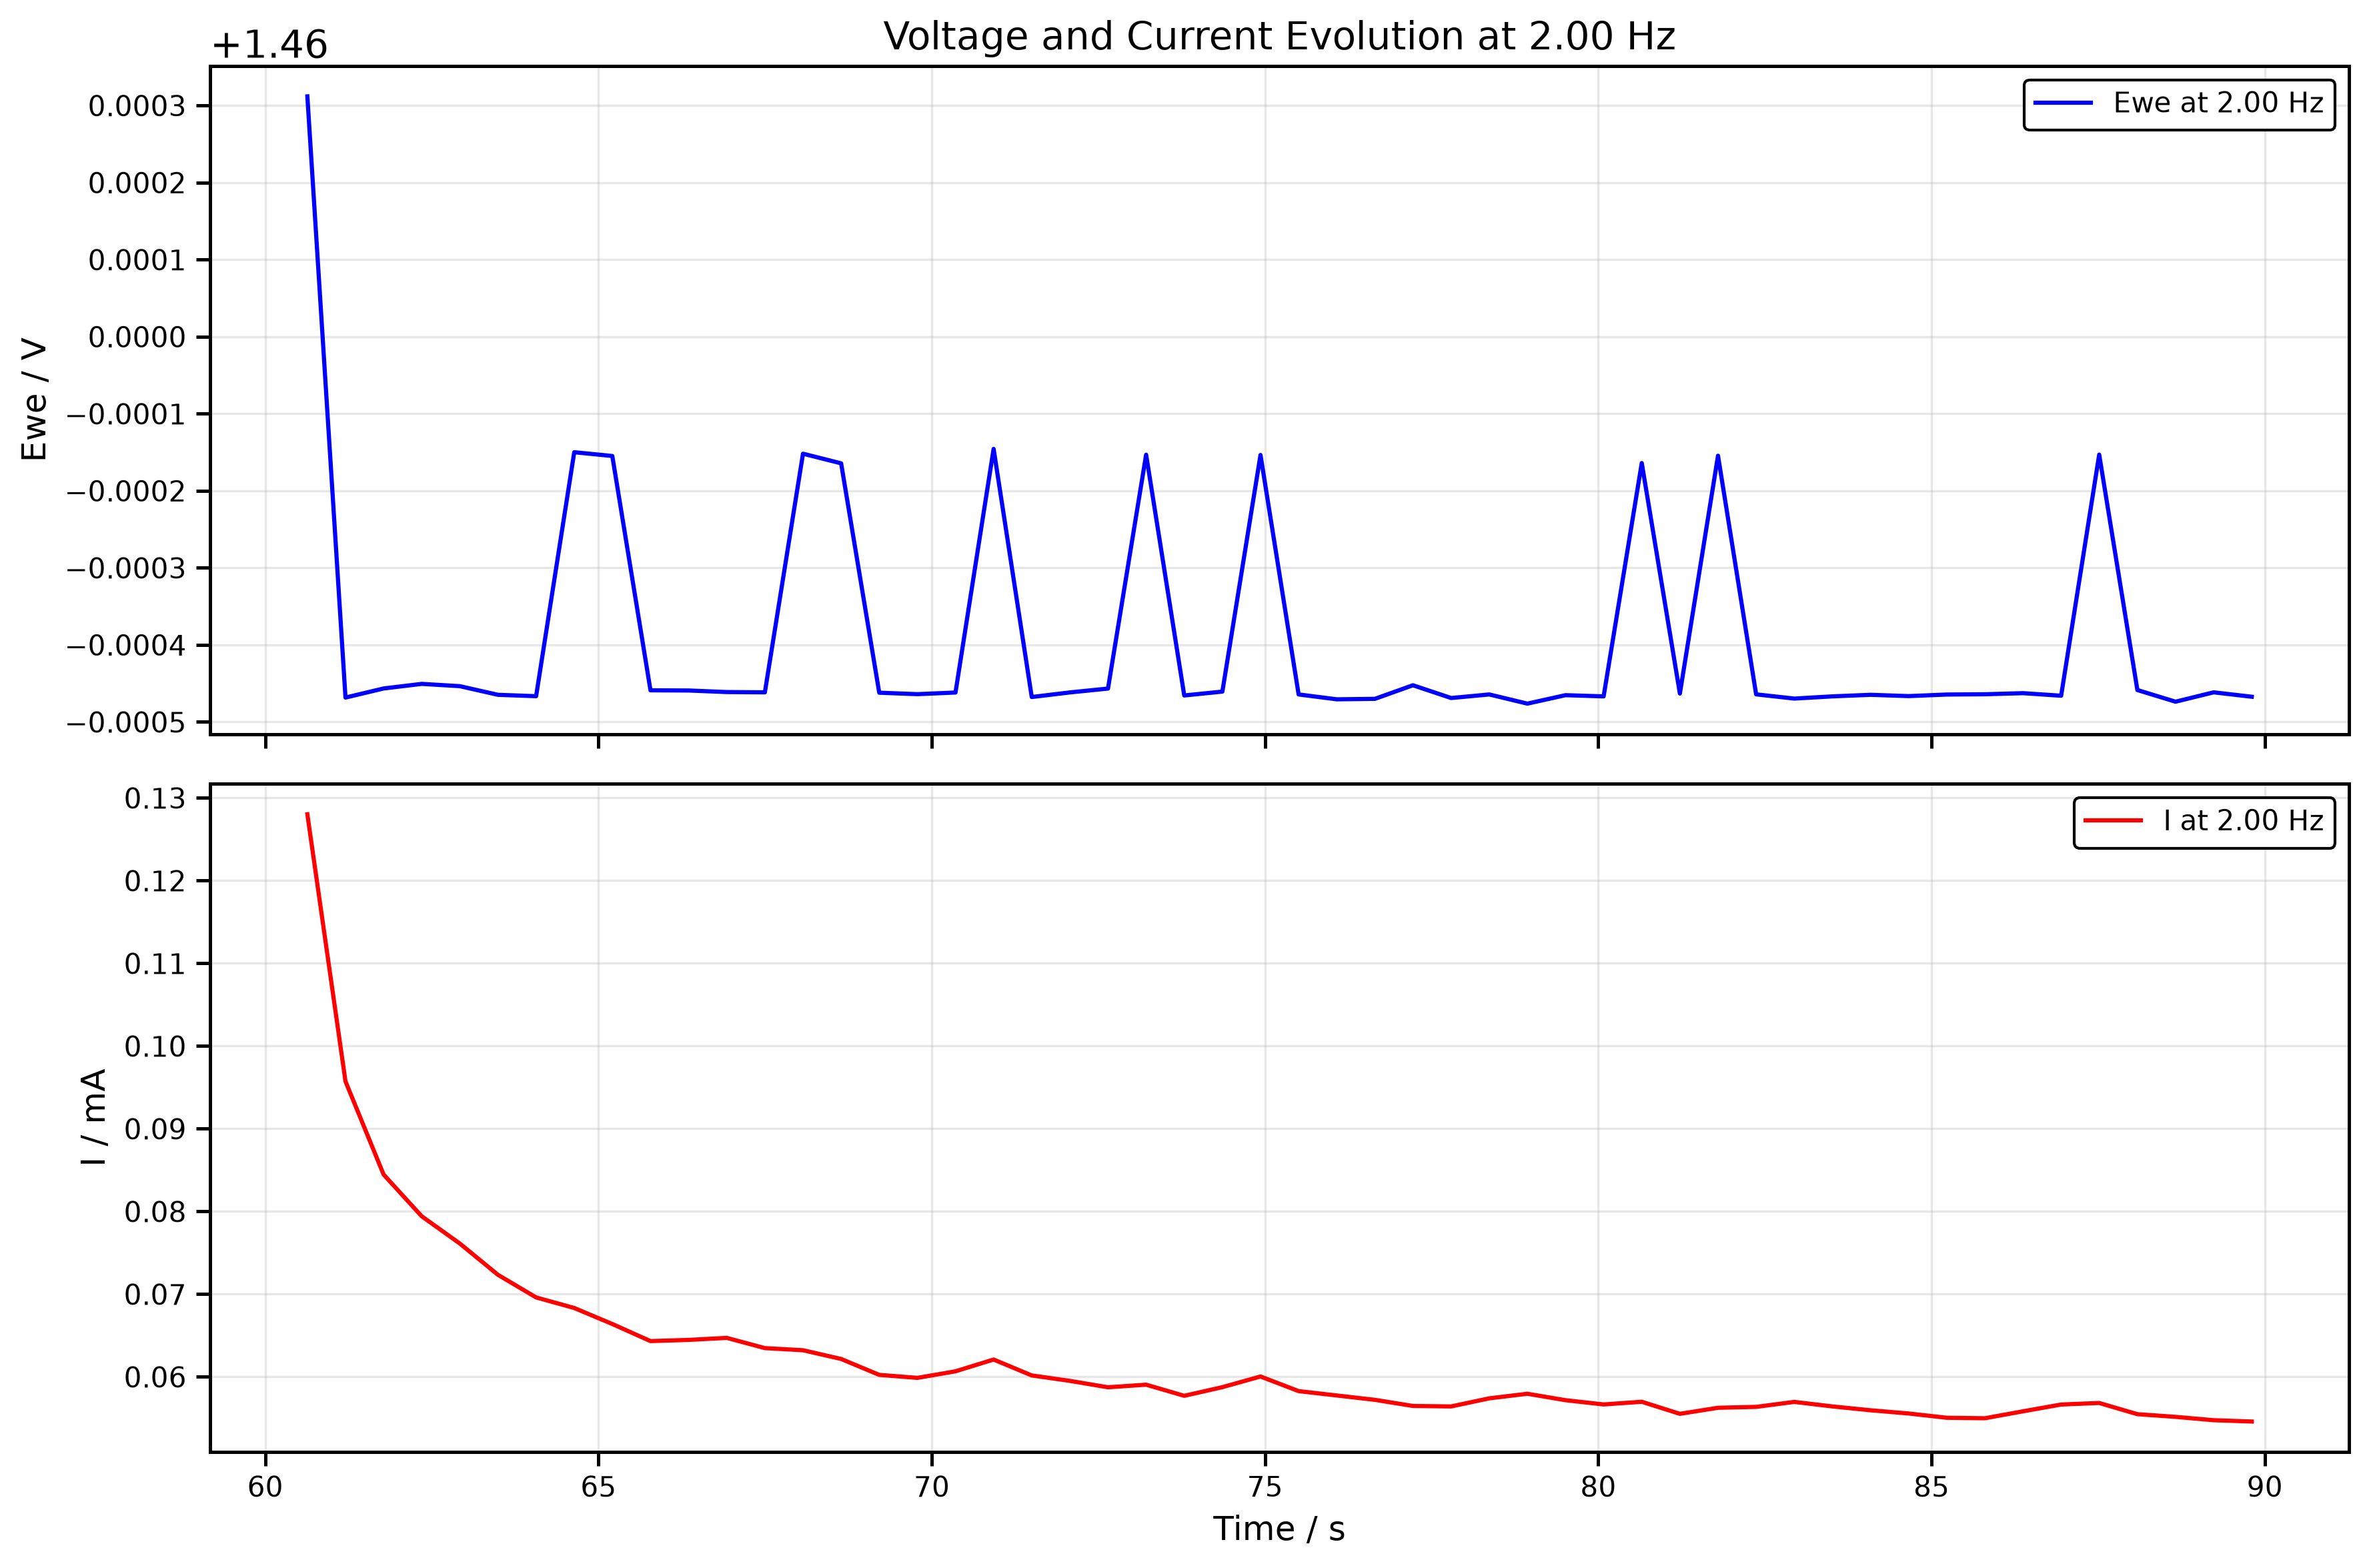 Voltage and Current Evolution at 2.00 Hz
+1.46
Ewe at 2.00 Hz
0.0003
0.0002
0.0001
0.0000
−0.0001
−0.0002
−0.0003
−0.0004
−0.0005
Ewe / V
I at 2.00 Hz
0.13
0.12
0.11
0.10
0.09
0.08
0.07
0.06
I / mA
60 65 70 75 80 85 90
Time / s